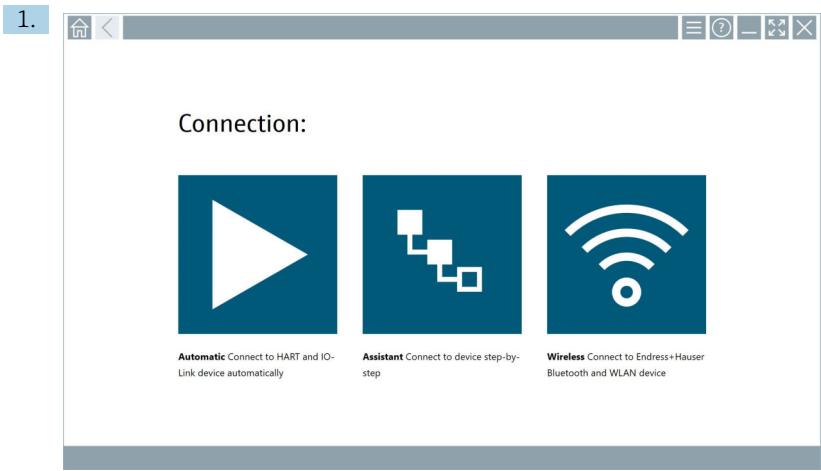 1.
Connection:
Automatic Connect to HART and IO-
Link device automatically
Assistant Connect to device step-by-
step
Wireless Connect to Endress+Hauser
Bluetooth and WLAN device